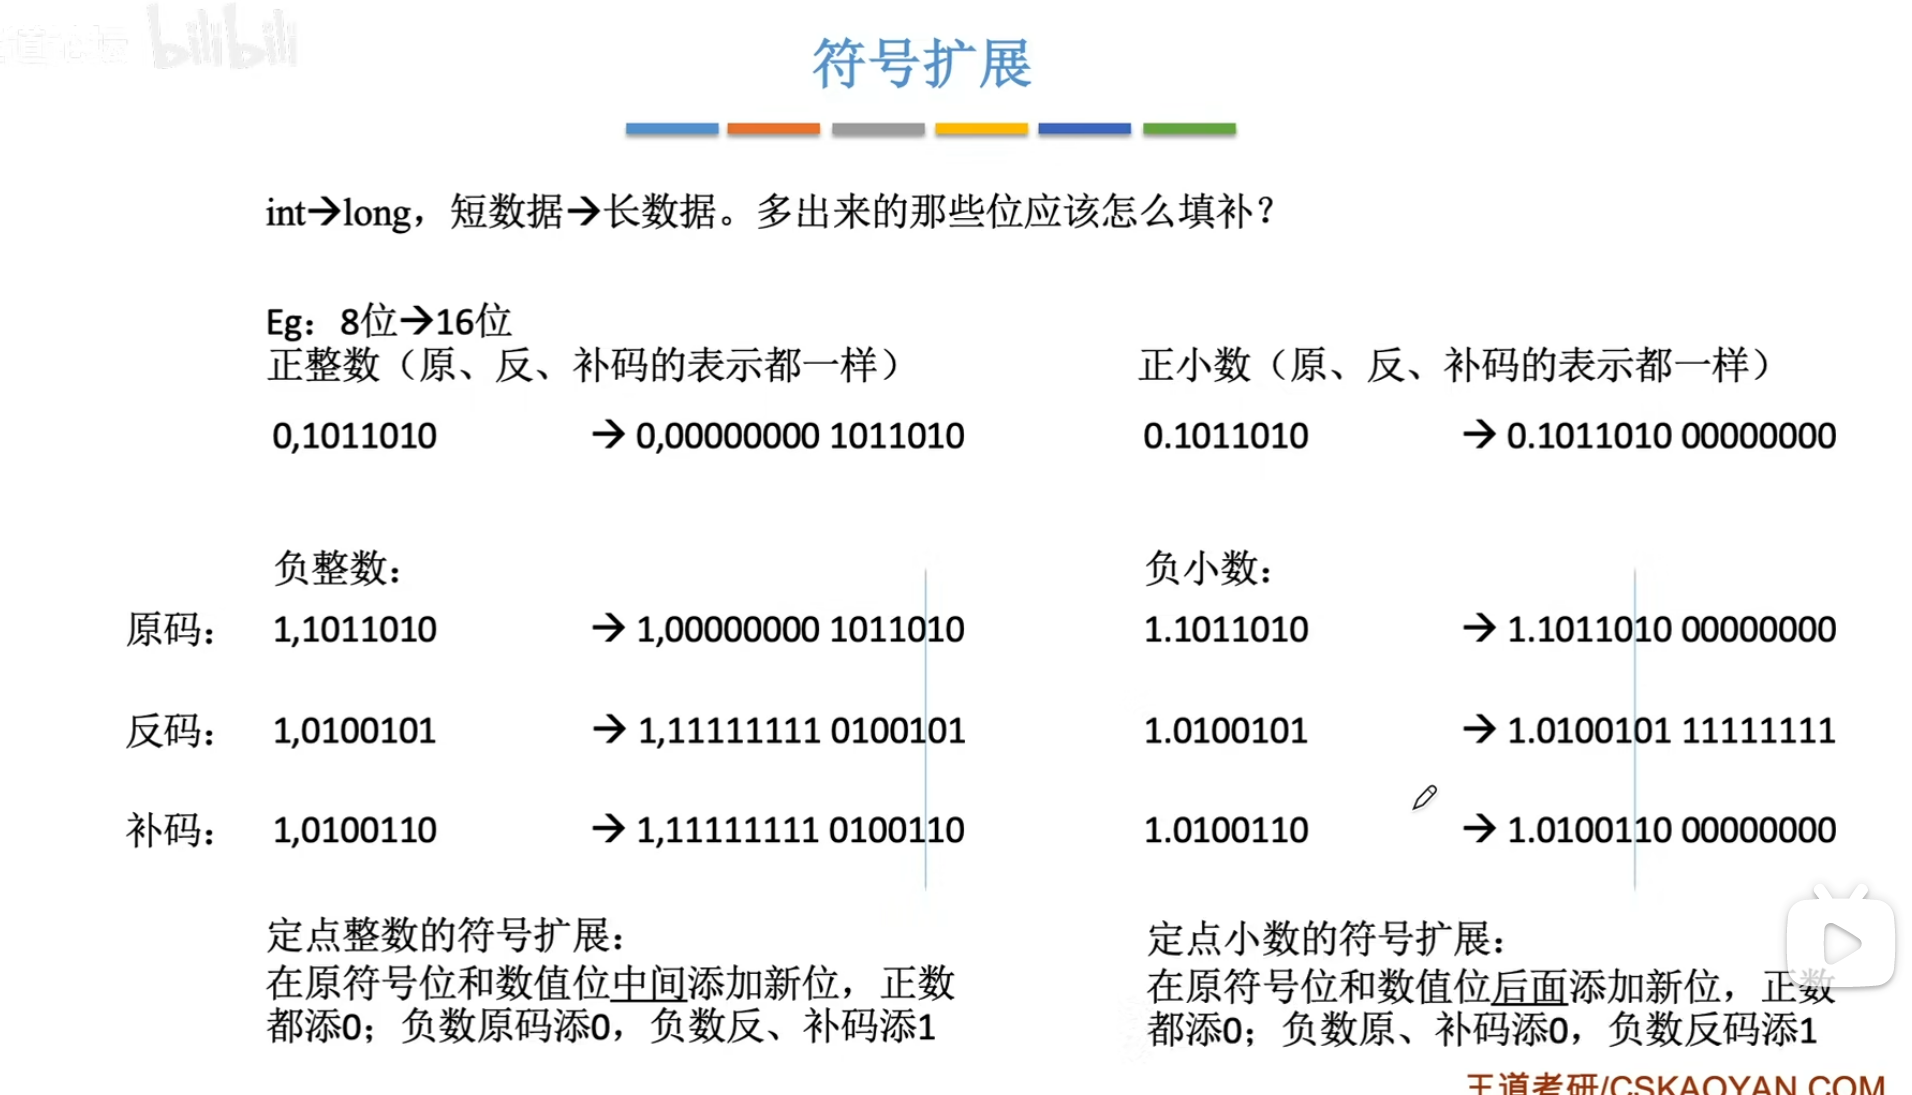 bilibili
符号扩展
int→long，短数据→长数据。多出来的那些位应该怎么填补？
Eg：8位→16位
正整数（原、反、补码的表示都一样）
0,1011010 → 0,00000000 1011010
正小数（原、反、补码的表示都一样）
0.1011010 → 0.1011010 00000000
负整数：
原码： 1,1011010 → 1,00000000 1011010
反码： 1,0100101 → 1,11111111 0100101
补码： 1,0100110 → 1,11111111 0100110
负小数：
1.1011010 → 1.1011010 00000000
1.0100101 → 1.0100101 11111111
1.0100110 → 1.0100110 00000000
定点整数的符号扩展：
在原符号位和数值位中间添加新位，正数
都添0；负数原码添0，负数反、补码添1
定点小数的符号扩展：
在原符号位和数值位后面添加新位，正数
都添0；负数原、补码添0，负数反码添1
王道考研/CSKAOYAN.COM